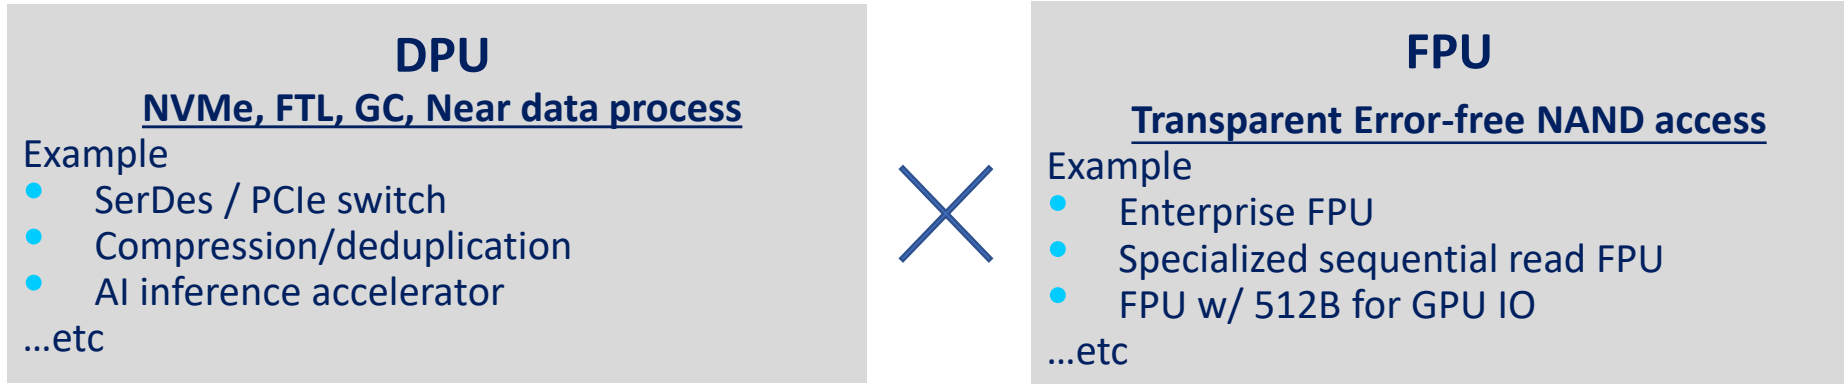 DPU
NVMe, FTL, GC, Near data process
Example
• SerDes / PCIe switch
• Compression/deduplication
• AI inference accelerator
...etc
FPU
Transparent Error-free NAND access
Example
• Enterprise FPU
• Specialized sequential read FPU
• FPU w/ 512B for GPU IO
...etc